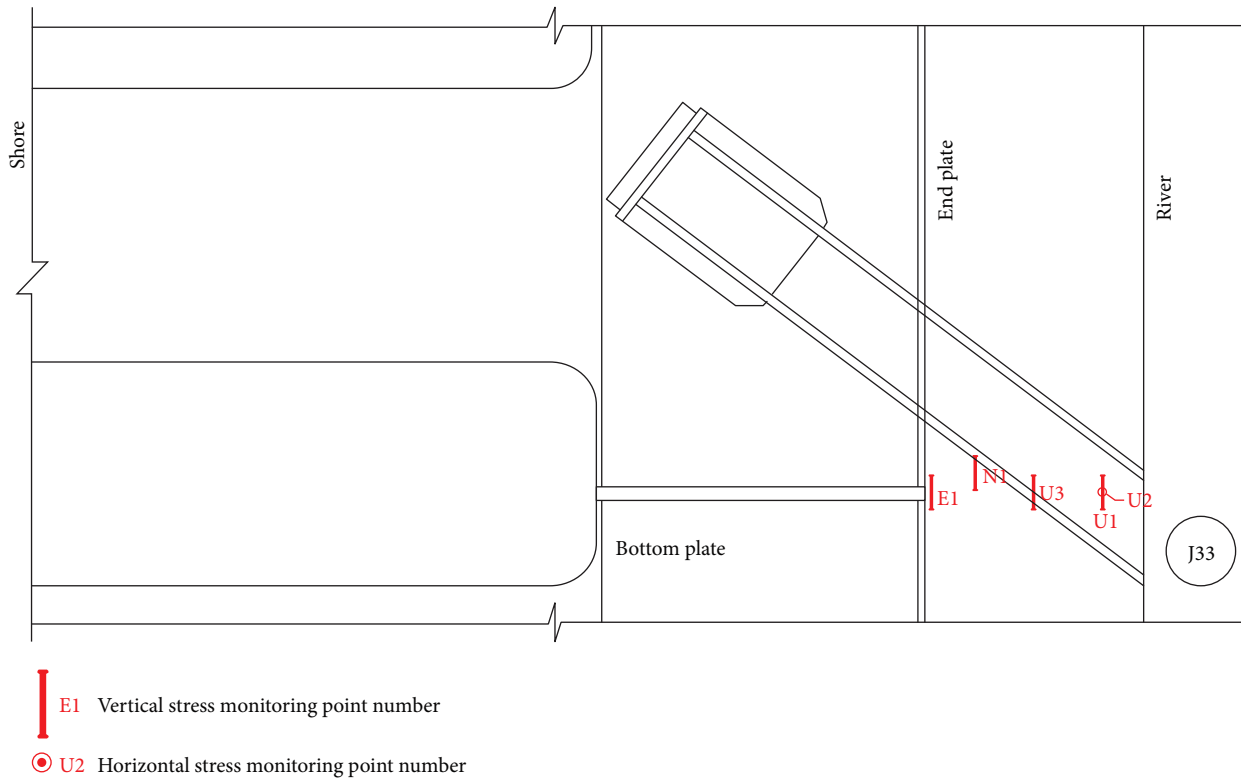 Shore
End plate
River
N1
E1
U3
U2
U1
Bottom plate
J33
E1 Vertical stress monitoring point number
U2 Horizontal stress monitoring point number